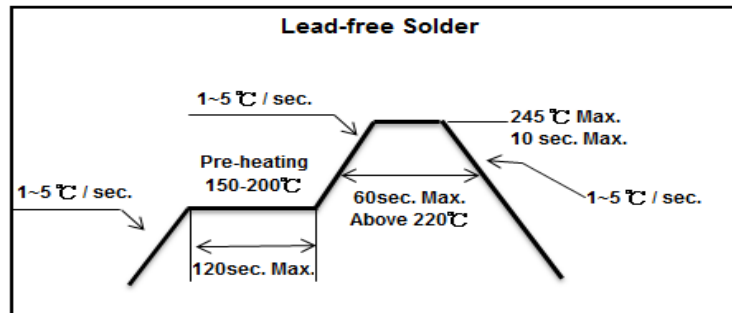 Lead-free Solder
1~5℃ / sec.
245℃ Max.
10 sec. Max.
Pre-heating
150-200℃
1~5℃ / sec.
60sec. Max.
Above 220℃
1~5℃ / sec.
120sec. Max.